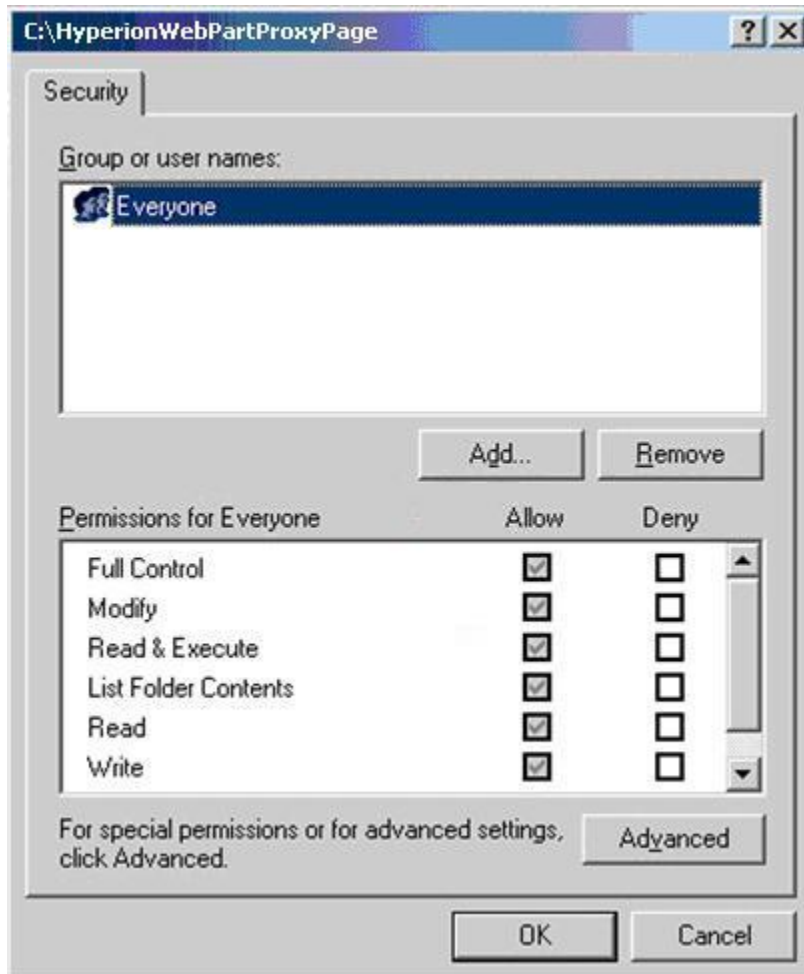 C:\HyperionWebPartProxyPage
Security
Group or user names:
Everyone
Add... Remove
Permissions for Everyone Allow Deny
Full Control
Modify
Read & Execute
List Folder Contents
Read
Write
For special permissions or for advanced settings,
click Advanced.
Advanced
OK Cancel